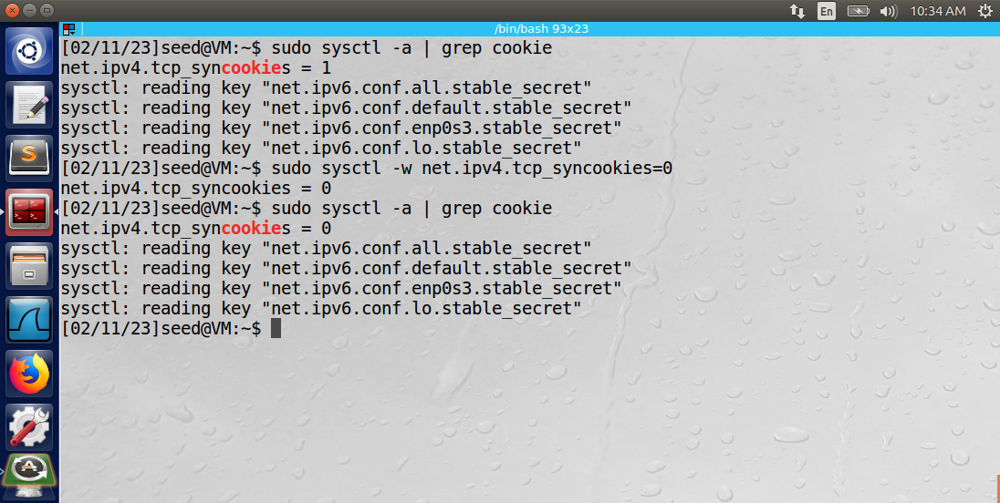 En
10:34 AM
/bin/bash 93x23
[02/11/23]seed@VM:~$ sudo sysctl -a | grep cookie
net.ipv4.tcp_syncookies = 1
sysctl: reading key "net.ipv6.conf.all.stable_secret"
sysctl: reading key "net.ipv6.conf.default.stable_secret"
sysctl: reading key "net.ipv6.conf.enp0s3.stable_secret"
sysctl: reading key "net.ipv6.conf.lo.stable_secret"
[02/11/23]seed@VM:~$ sudo sysctl -w net.ipv4.tcp_syncookies=0
net.ipv4.tcp_syncookies = 0
[02/11/23]seed@VM:~$ sudo sysctl -a | grep cookie
net.ipv4.tcp_syncookies = 0
sysctl: reading key "net.ipv6.conf.all.stable_secret"
sysctl: reading key "net.ipv6.conf.default.stable_secret"
sysctl: reading key "net.ipv6.conf.enp0s3.stable_secret"
sysctl: reading key "net.ipv6.conf.lo.stable_secret"
[02/11/23]seed@VM:~$